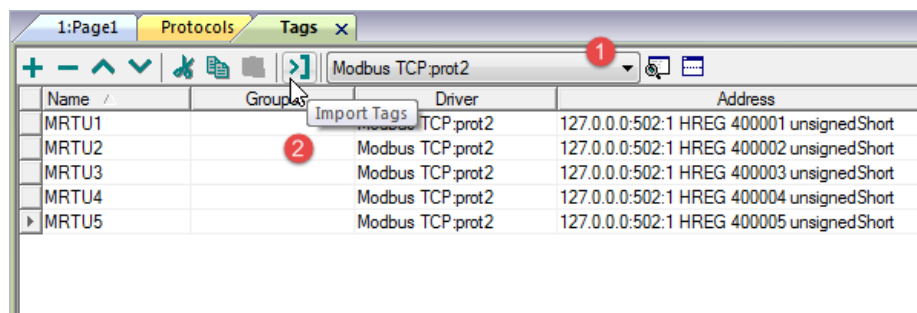 1:Page1 Protocols Tags X
Modbus TCP:prot2 1
Name Group Driver Address
Import Tags
MRTU1 Modbus TCP:prot2 127.0.0.0:502:1 HREG 400001 unsignedShort
2
MRTU2 Modbus TCP:prot2 127.0.0.0:502:1 HREG 400002 unsignedShort
MRTU3 Modbus TCP:prot2 127.0.0.0:502:1 HREG 400003 unsignedShort
MRTU4 Modbus TCP:prot2 127.0.0.0:502:1 HREG 400004 unsignedShort
MRTU5 Modbus TCP:prot2 127.0.0.0:502:1 HREG 400005 unsignedShort